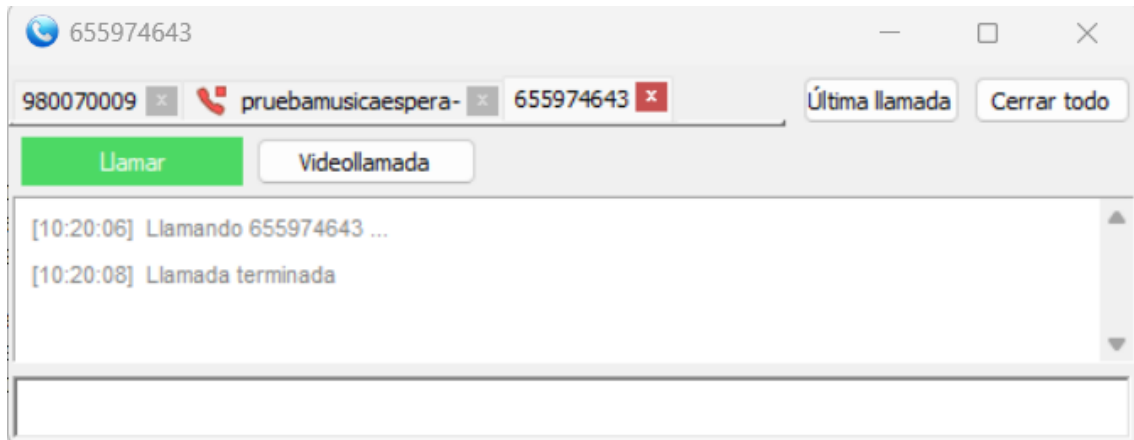 655974643
980070009 x pruebamusicaespera- x 655974643 x Última llamada Cerrar todo
Llamar Videollamada
[10:20:06] Llamando 655974643 ...
[10:20:08] Llamada terminada